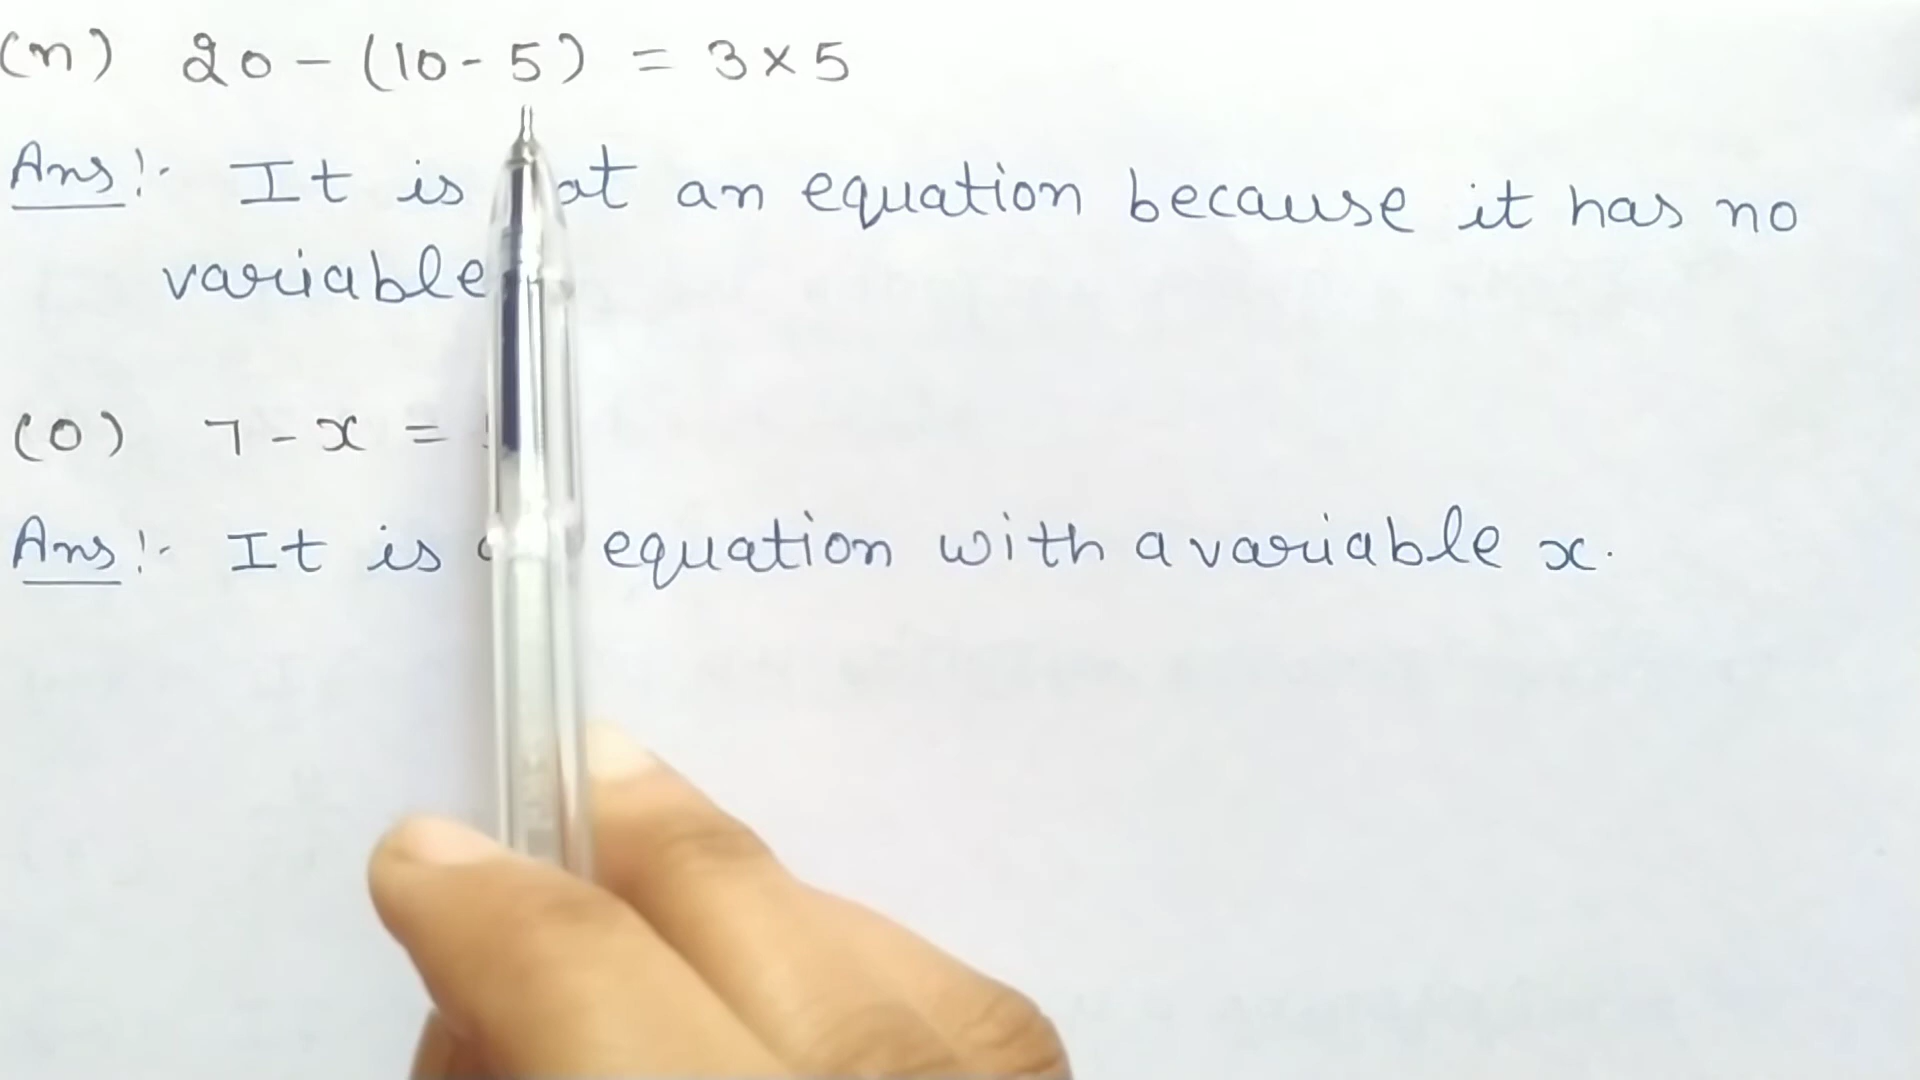 (n) 20 - (10 - 5) = 3 × 5
Ans:- It is an equation because it has no
variable
(o) 7 - x =
Ans:- It is equation with a variable x.